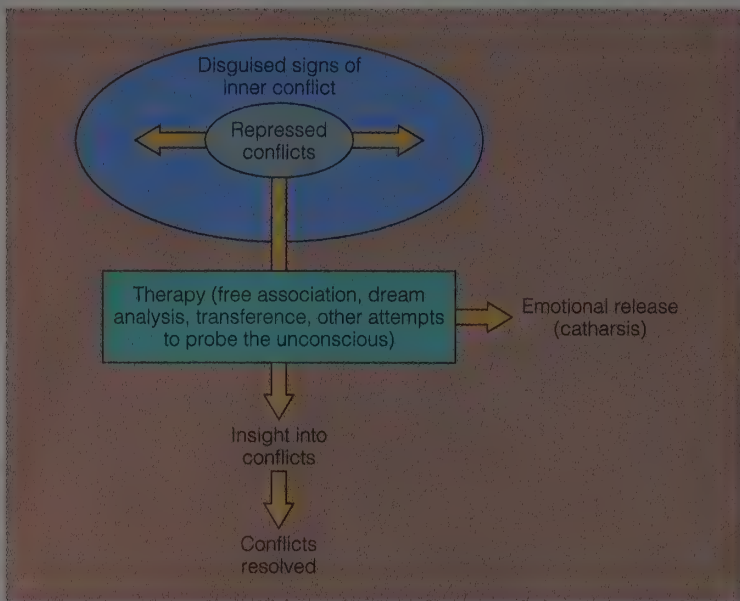 Disguised signs of
inner conflict
Repressed
conflicts
Therapy (free association, dream
analysis, transference, other attempts
to probe the unconscious)
Emotional release
(catharsis)
Insight into
conflicts
Conflicts
resolved